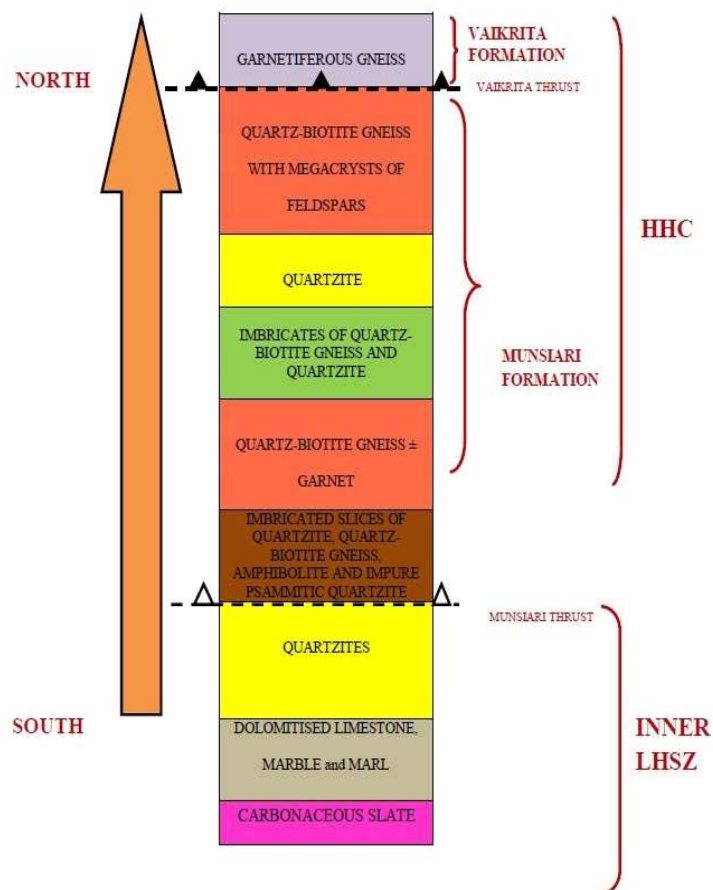 VAIKRITA
FORMATION
GARNETIFEROUS GNEISS
NORTH
VAIKRITA THRUST
QUARTZ-BIOTITE GNEISS
WITH MEGACRYSTS OF
FELDSPARS
HHC
QUARTZITE
IMBRICATES OF QUARTZ-
BIOTITE GNEISS AND
QUARTZITE
MUNSIARI
FORMATION
QUARTZ-BIOTITE GNEISS ±
GARNET
IMBRICATED SLICES OF
QUARTZITE, QUARTZ-
BIOTITE GNEISS,
AMPHIBOLITE AND IMPURE
PSAMMITIC QUARTZITE
MUNSIARI THRUST
QUARTZITES
SOUTH
DOLOMITISED LIMESTONE,
MARBLE and MARL
INNER
LHSZ
CARBONACEOUS SLATE